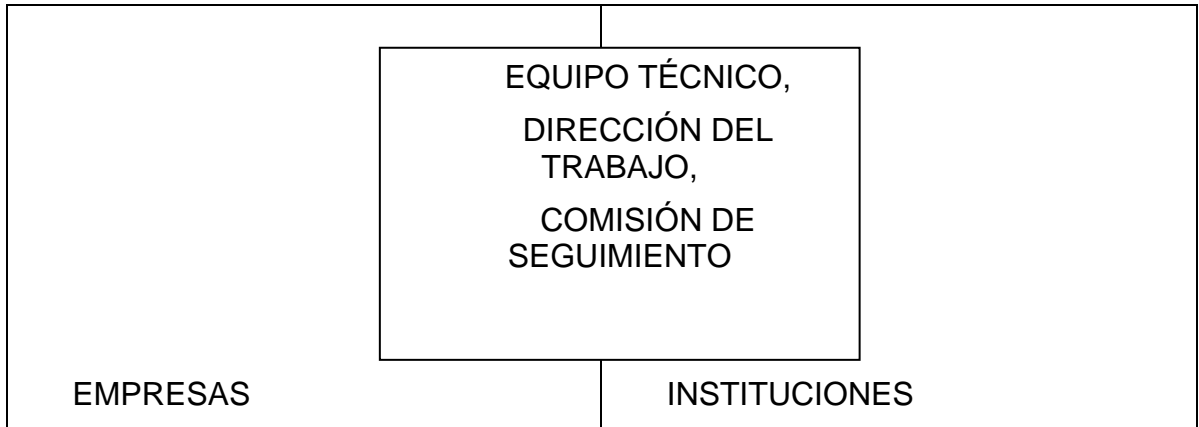 EQUIPO TÉCNICO,
DIRECCIÓN DEL
TRABAJO,
COMISIÓN DE
SEGUIMIENTO
EMPRESAS
INSTITUCIONES